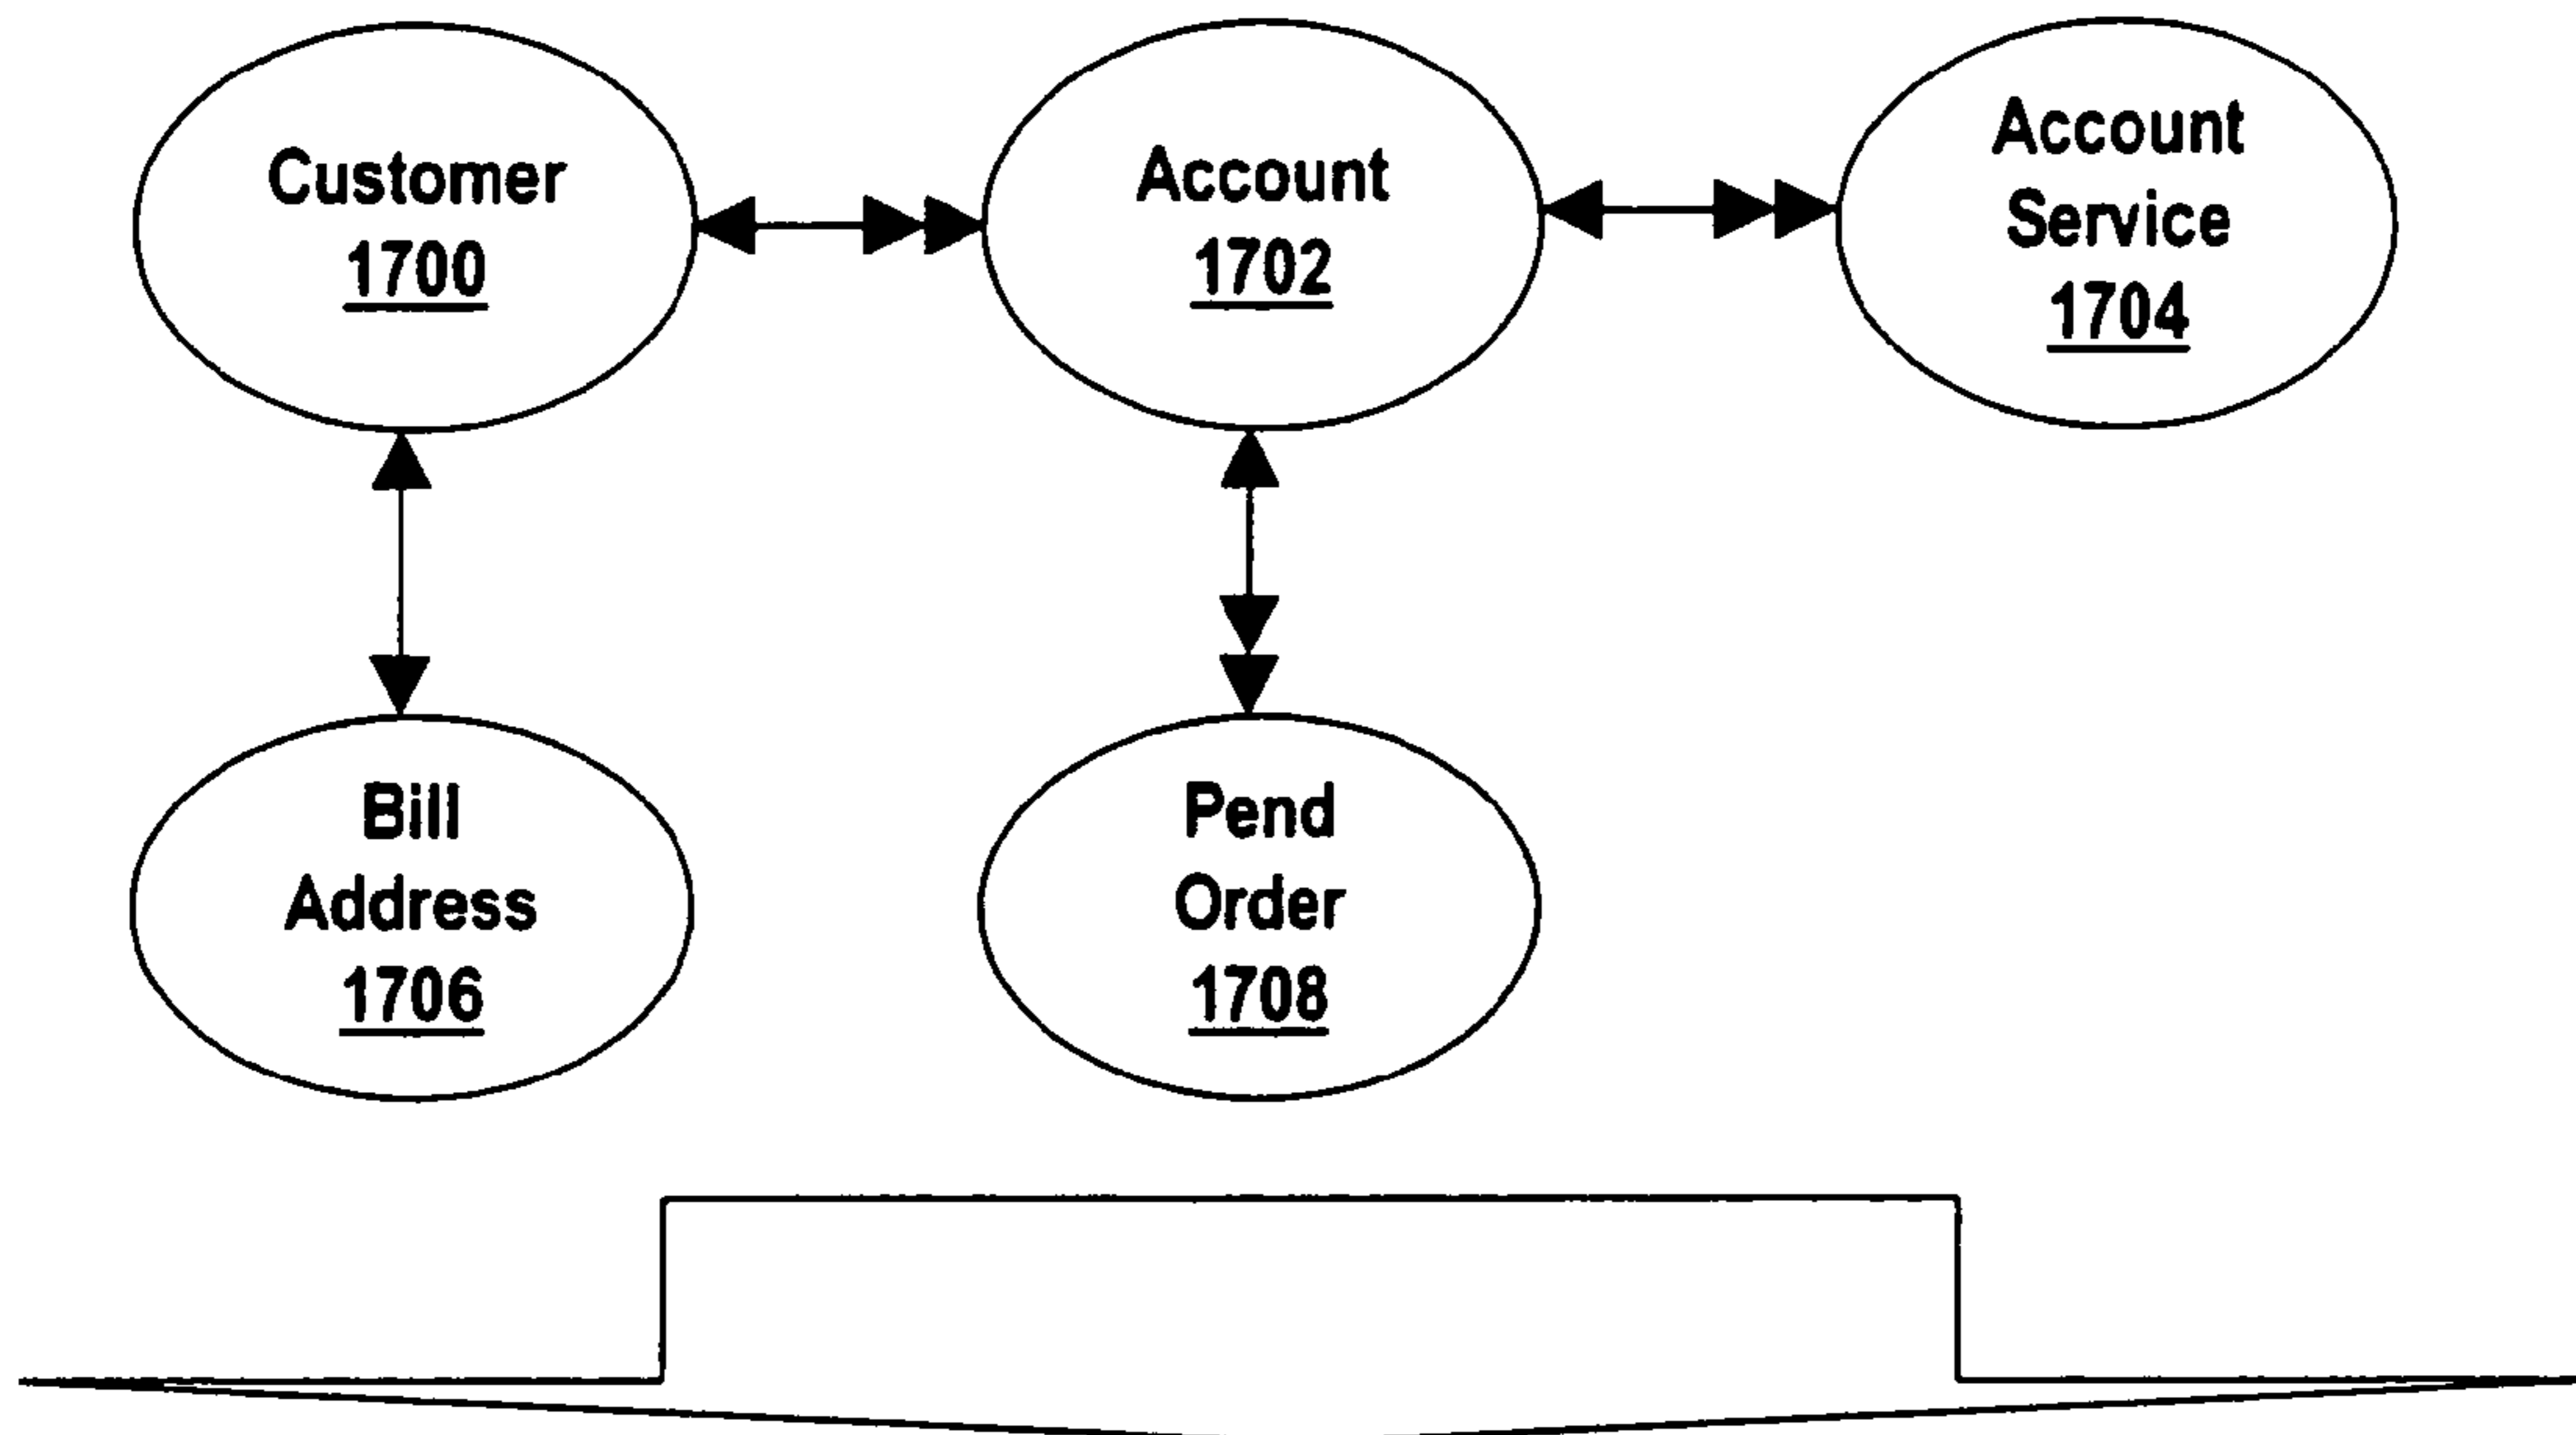 Customer
1700
Account
1702
Account
Service
1704
Bill
Address
1706
Pend
Order
1708